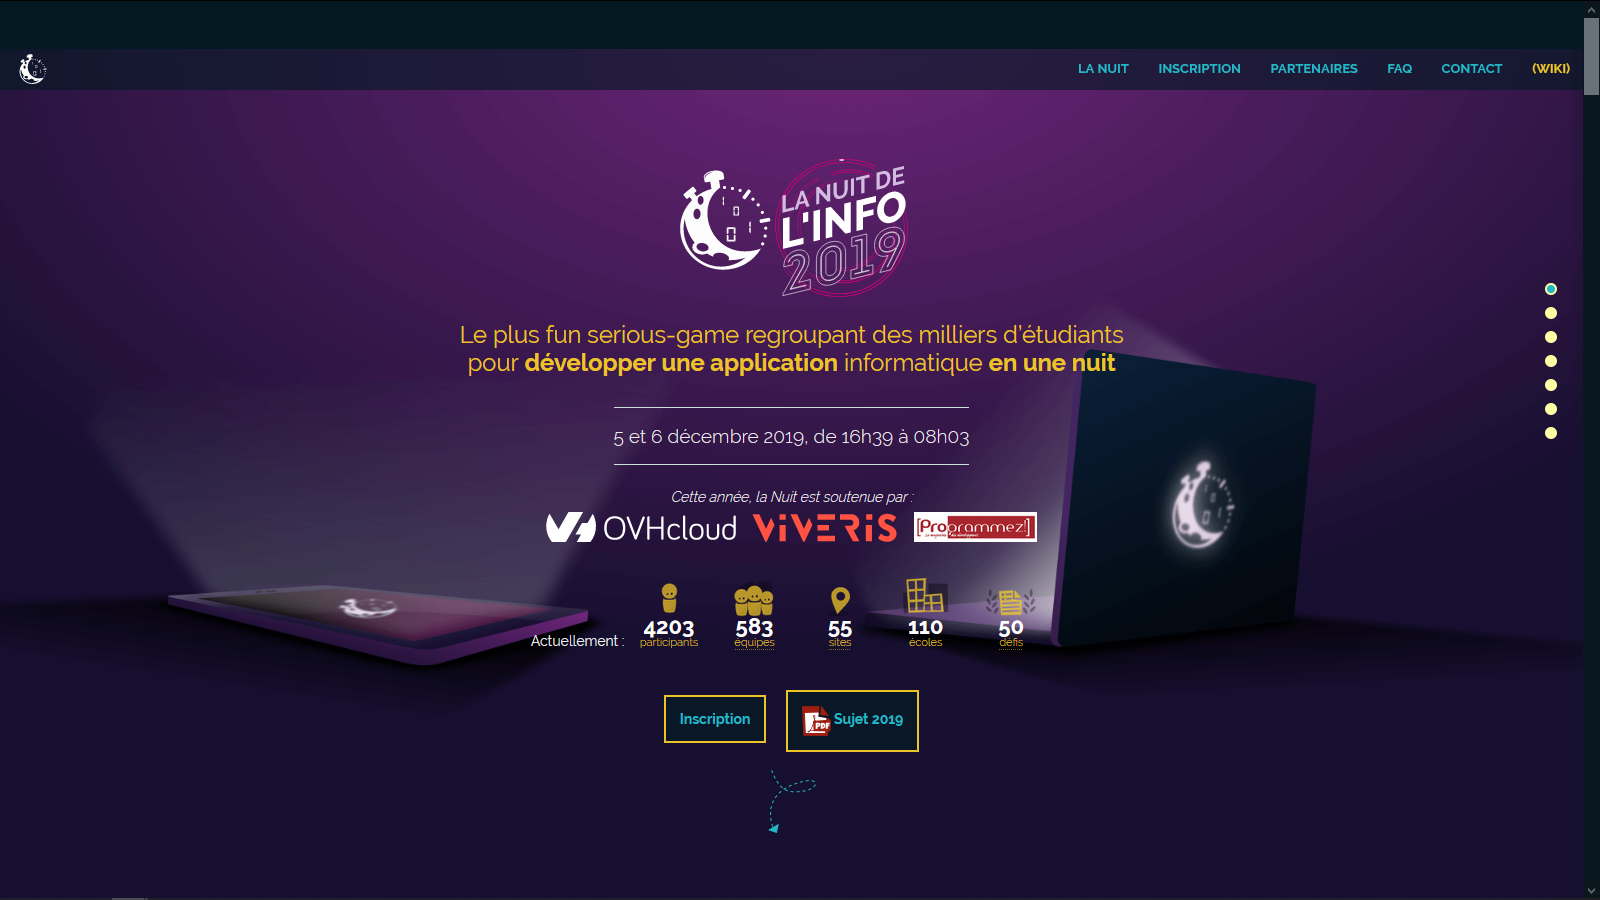 LA NUIT
INSCRIPTION
PARTENAIRES
FAQ
CONTACT
(WIKI)
LA NUIT DE
L'INFO
2019
Le plus fun serious-game regroupant des milliers d'étudiants
pour développer une application informatique en une nuit
5 et 6 décembre 2019, de 16h39 à 08h03
Cette année, la Nuit est soutenue par :
OVHcloud
VIVERIS
[Programmez!]
Actuellement :
4203
participants
583
équipes
55
sites
110
écoles
50
défis
Inscription
PDF
Sujet 2019